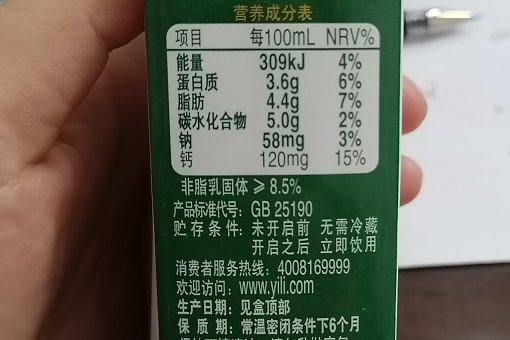 营养成分表
项目 每100mL NRV%
能量 309kJ 4%
蛋白质 3.6g 6%
脂肪 4.4g 7%
碳水化合物 5.0g 2%
钠 58mg 3%
钙 120mg 15%
非脂乳固体≥8.5%
产品标准代号: GB 25190
贮存条件: 未开启前 无需冷藏
开启之后 立即饮用
消费者服务热线: 4008169999
欢迎访问: www.yili.com
生产日期: 见盒顶部
保质期: 常温密闭条件下6个月